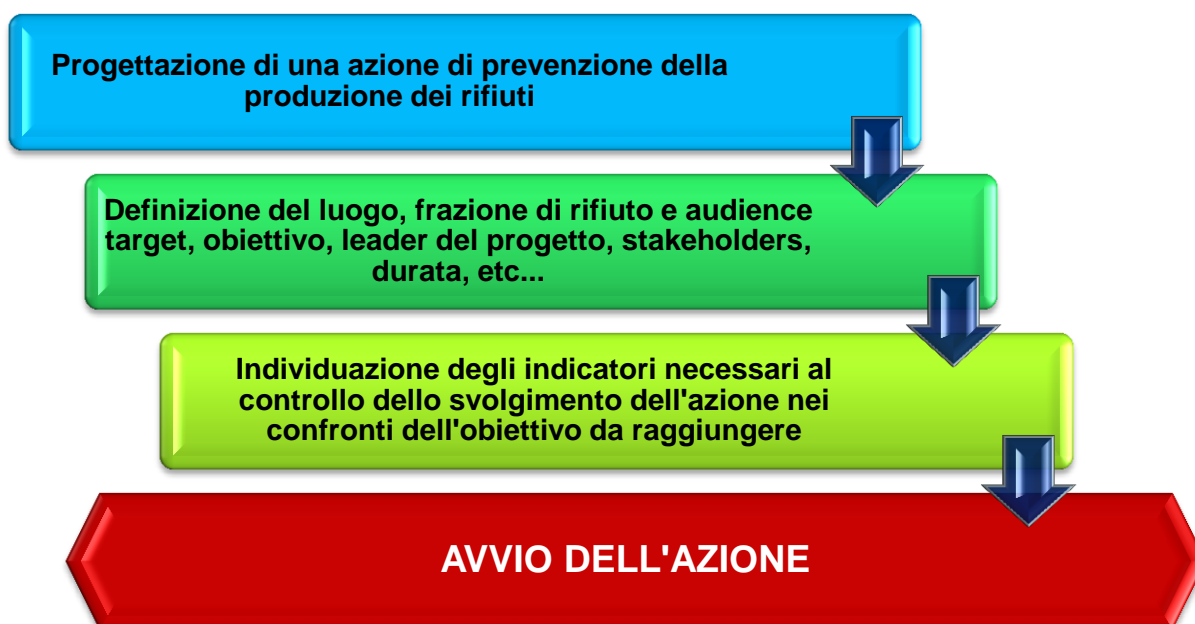 Progettazione di una azione di prevenzione della
produzione dei rifiuti
Definizione del luogo, frazione di rifiuto e audience
target, obiettivo, leader del progetto, stakeholders,
durata, etc...
Individuazione degli indicatori necessari al
controllo dello svolgimento dell'azione nei
confronti dell'obiettivo da raggiungere
AVVIO DELL'AZIONE